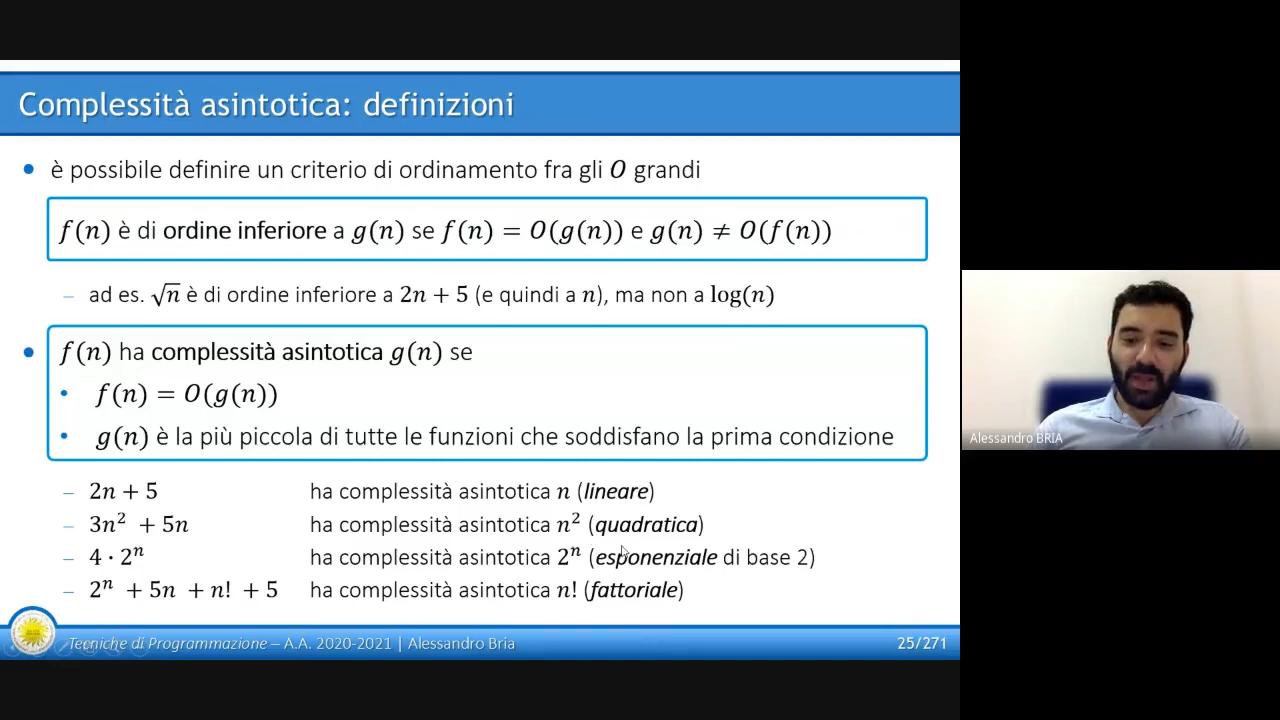 Complessità asintotica: definizioni
• è possibile definire un criterio di ordinamento fra gli O grandi
f(n) è di ordine inferiore a g(n) se f(n) = O(g(n)) e g(n) ≠ O(f(n))
– ad es. √n è di ordine inferiore a 2n + 5 (e quindi a n), ma non a log(n)
• f(n) ha complessità asintotica g(n) se
• f(n) = O(g(n))
• g(n) è la più piccola di tutte le funzioni che soddisfano la prima condizione
– 2n + 5 ha complessità asintotica n (lineare)
– 3n² + 5n ha complessità asintotica n² (quadratica)
– 4 · 2ⁿ ha complessità asintotica 2ⁿ (esponenziale di base 2)
– 2ⁿ + 5n + n! + 5 ha complessità asintotica n! (fattoriale)
Tecniche di Programmazione – A.A. 2020-2021 | Alessandro Bria
25/271
Alessandro BRIA